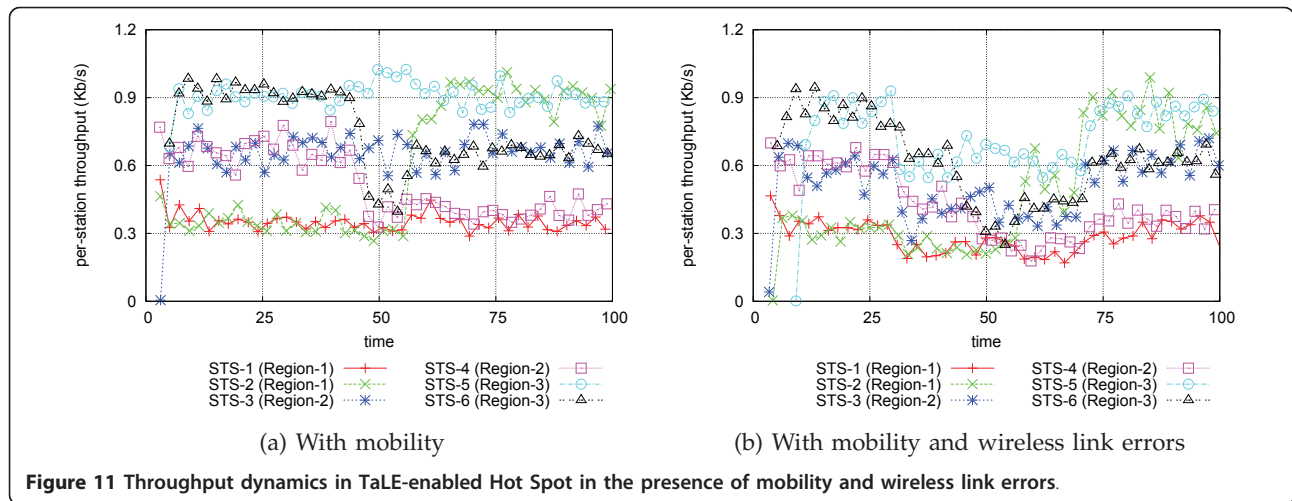 1.2
0.9
0.6
0.3
0
per-station throughput (Kb/s)
0 25 50 75 100
time
STS-1 (Region-1)
STS-2 (Region-1)
STS-3 (Region-2)
STS-4 (Region-2)
STS-5 (Region-3)
STS-6 (Region-3)
(a) With mobility
1.2
0.9
0.6
0.3
0
per-station throughput (Kb/s)
0 25 50 75 100
time
STS-1 (Region-1)
STS-2 (Region-1)
STS-3 (Region-2)
STS-4 (Region-2)
STS-5 (Region-3)
STS-6 (Region-3)
(b) With mobility and wireless link errors
Figure 11 Throughput dynamics in TaLE-enabled Hot Spot in the presence of mobility and wireless link errors.